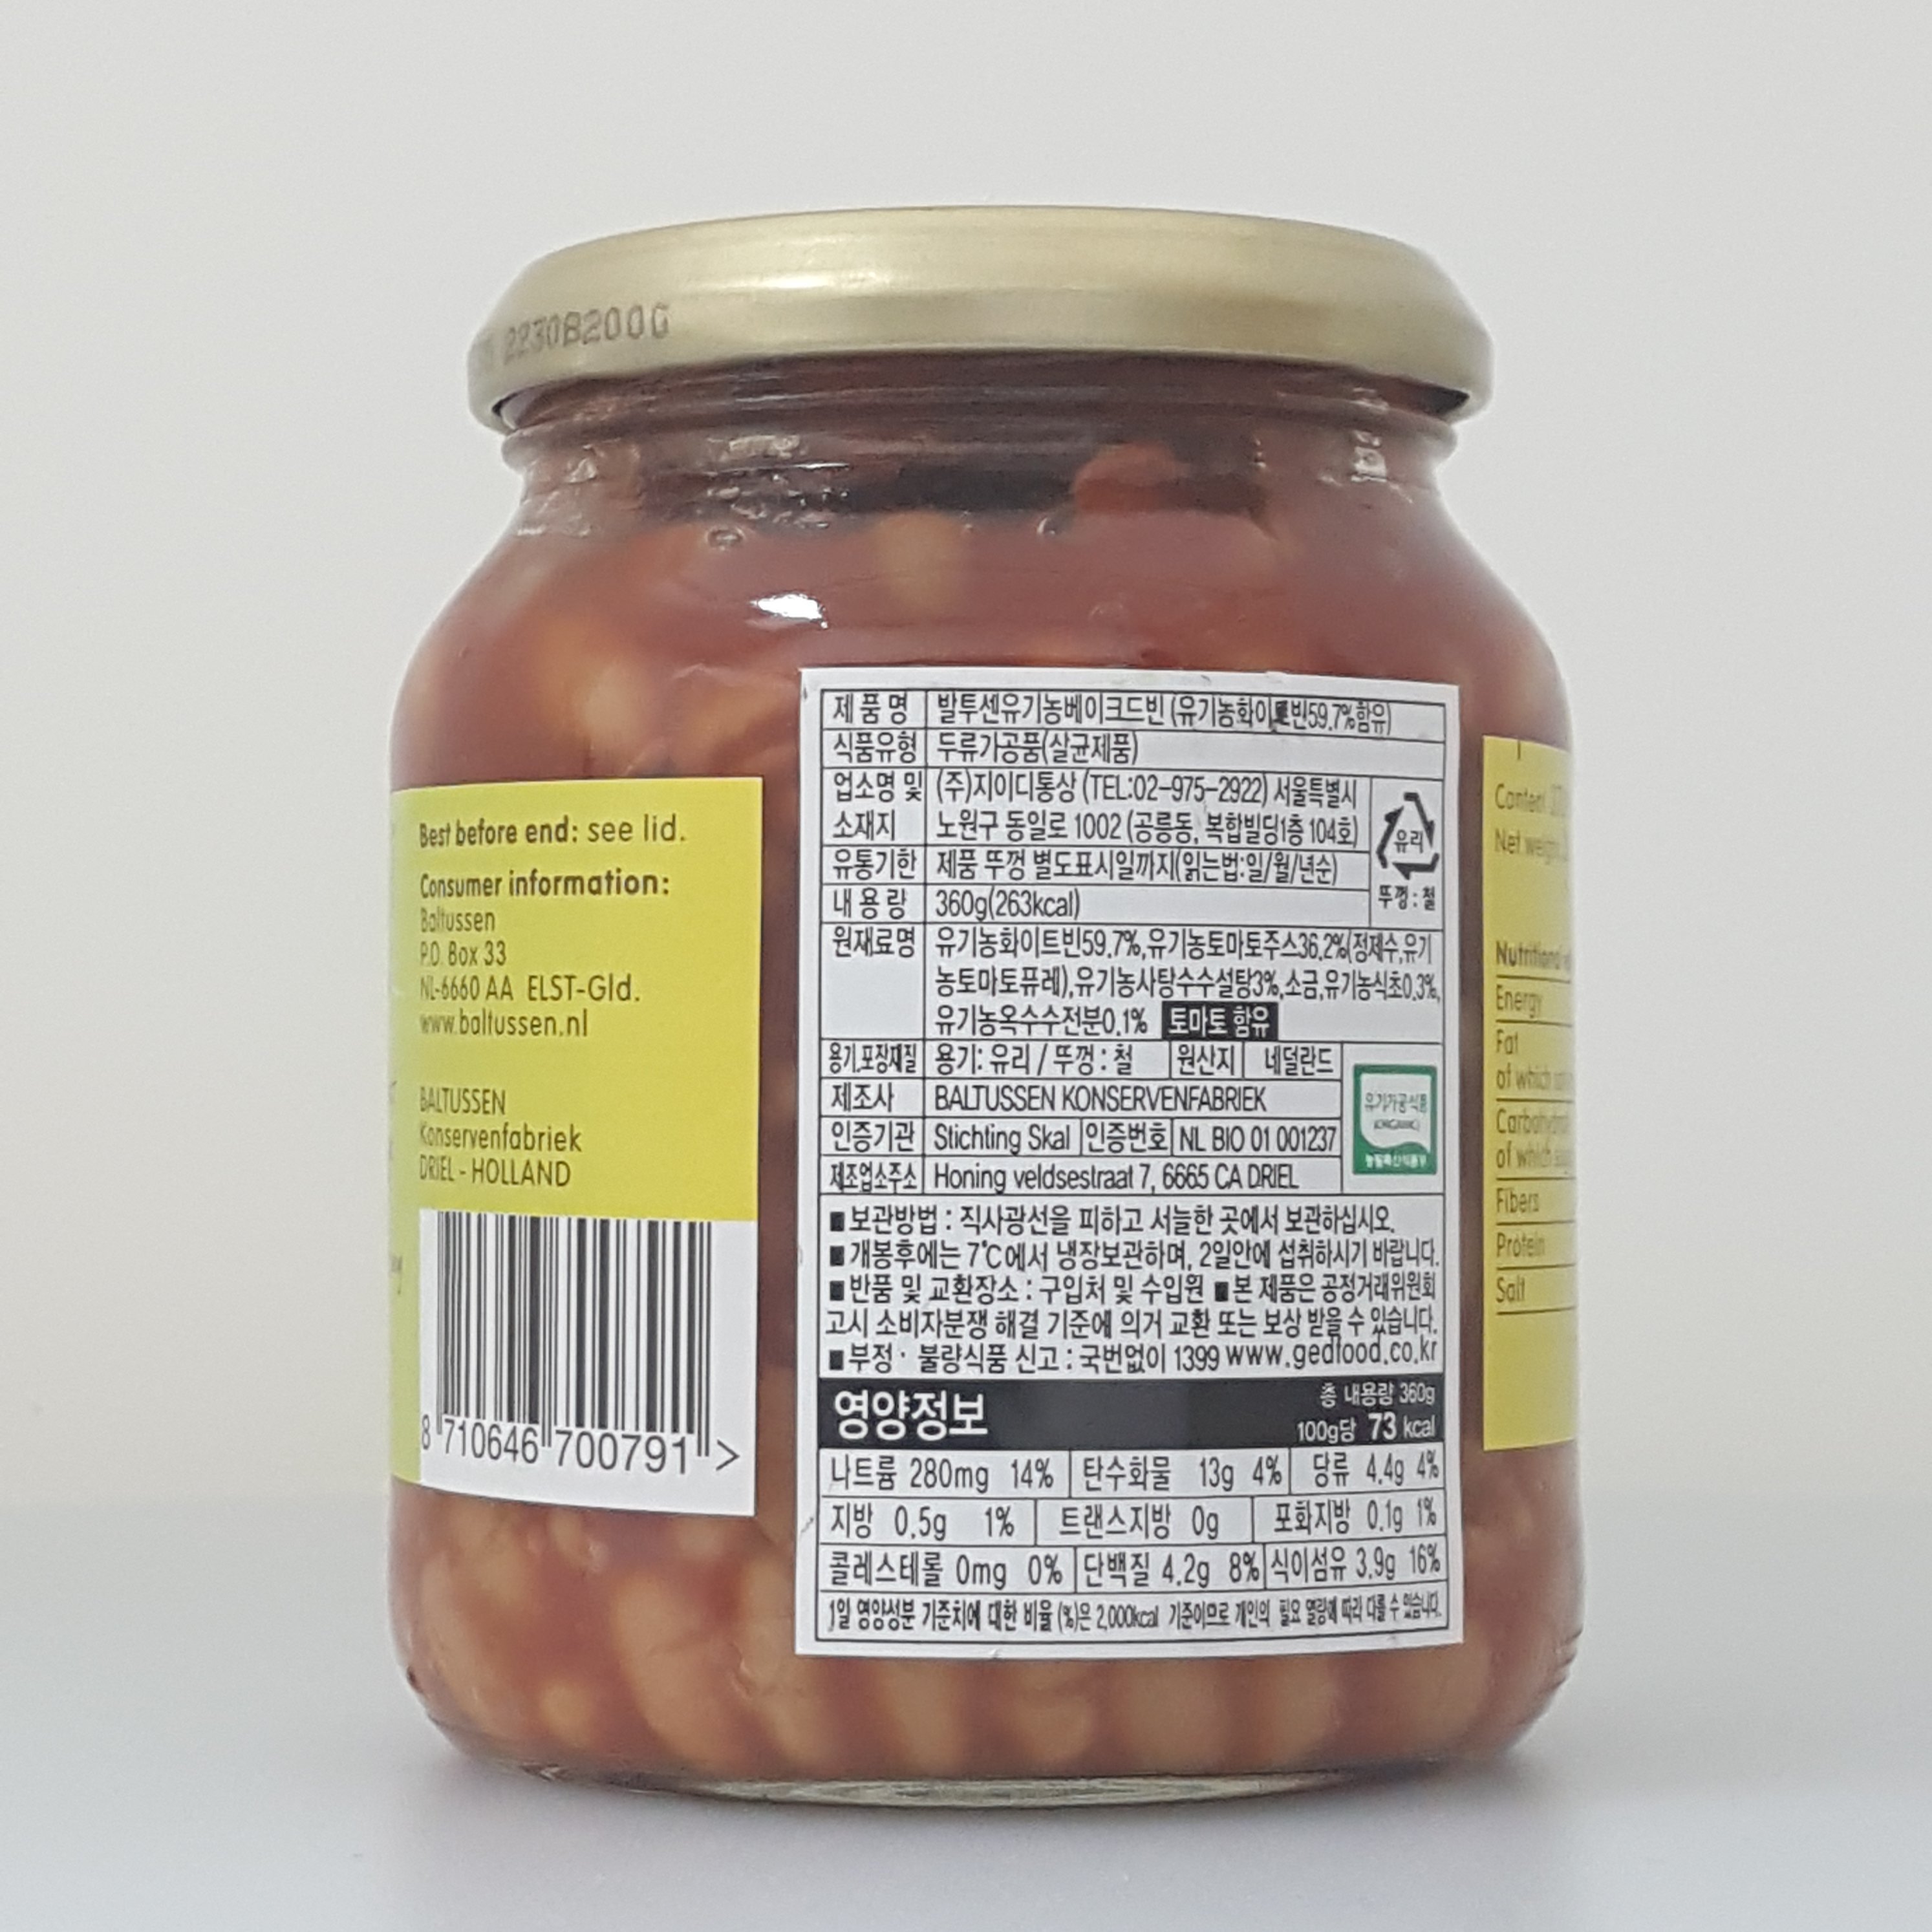 2230B200G
Best before end: see lid.
Consumer information:
Baltussen
P.O. Box 33
NL-6660 AA ELST-Gld.
www.baltussen.nl
BALTUSSEN
Konservenfabriek
DRIEL - HOLLAND
8 710646 700791 >
제품명 발투센유기농베이크드빈 (유기농화이트빈59.7%함유)
식품유형 두류가공품(살균제품)
업소명 및 (주)지이디통상 (TEL:02-975-2922) 서울특별시
소재지 노원구 동일로 1002 (공릉동, 복합빌딩1층 104호)
유통기한 제품 뚜껑 별도표시일까지(읽는법:일/월/년순)
내용량 360g(263kcal)
유리
뚜껑 : 철
원재료명 유기농화이트빈59.7%,유기농토마토주스36.2%(정제수,유기
농토마토퓨레),유기농사탕수수설탕3%,소금,유기농식초0.3%,
유기농옥수수전분0.1% 토마토 함유
용기.포장재질 용기: 유리 / 뚜껑 : 철 원산지 네덜란드
제조사 BALTUSSEN KONSERVENFABRIEK
인증기관 Stichting Skal 인증번호 NL BIO 01 001237
제조업소주소 Honing veldsestraat 7, 6665 CA DRIEL
유기가공식품
(ORGANIC)
농림축산식품부
■ 보관방법 : 직사광선을 피하고 서늘한 곳에서 보관하십시오.
■ 개봉후에는 7℃에서 냉장보관하며, 2일안에 섭취하시기 바랍니다.
■ 반품 및 교환장소 : 구입처 및 수입원 ■ 본 제품은 공정거래위원회
고시 소비자분쟁 해결 기준에 의거 교환 또는 보상 받을 수 있습니다.
■ 부정 · 불량식품 신고 : 국번없이 1399 www.gedfood.co.kr
영양정보 총 내용량 360g
100g당 73 kcal
나트륨 280mg 14% 탄수화물 13g 4% 당류 4.4g 4%
지방 0.5g 1% 트랜스지방 0g 포화지방 0.1g 1%
콜레스테롤 0mg 0% 단백질 4.2g 8% 식이섬유 3.9g 16%
1일 영양성분 기준치에 대한 비율 (%)은 2,000kcal 기준이므로 개인의 필요 열량에 따라 다를 수 있습니다.
Content
Net
Nutritional
Energy
Fat
of which
of which
Fibers
Protein
Salt